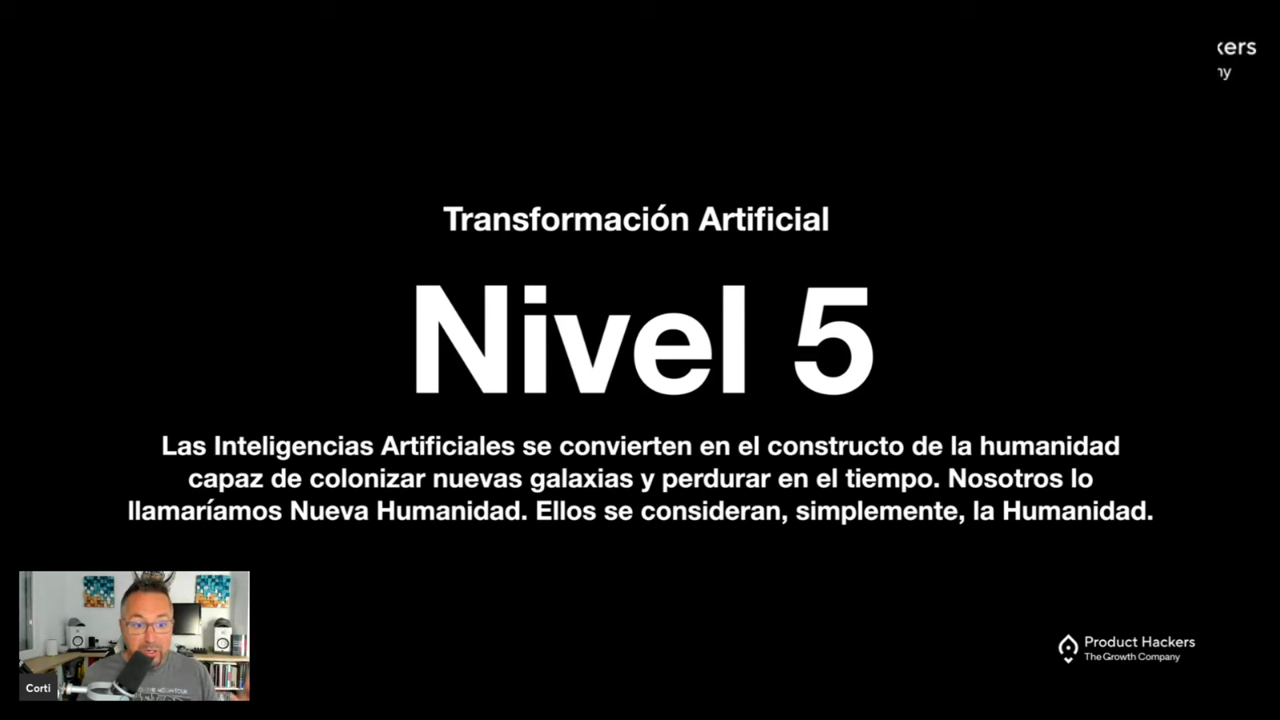 kers
ny
Transformación Artificial
Nivel 5
Las Inteligencias Artificiales se convierten en el constructo de la humanidad
capaz de colonizar nuevas galaxias y perdurar en el tiempo. Nosotros lo
llamaríamos Nueva Humanidad. Ellos se consideran, simplemente, la Humanidad.
Corti
Product Hackers
The Growth Company